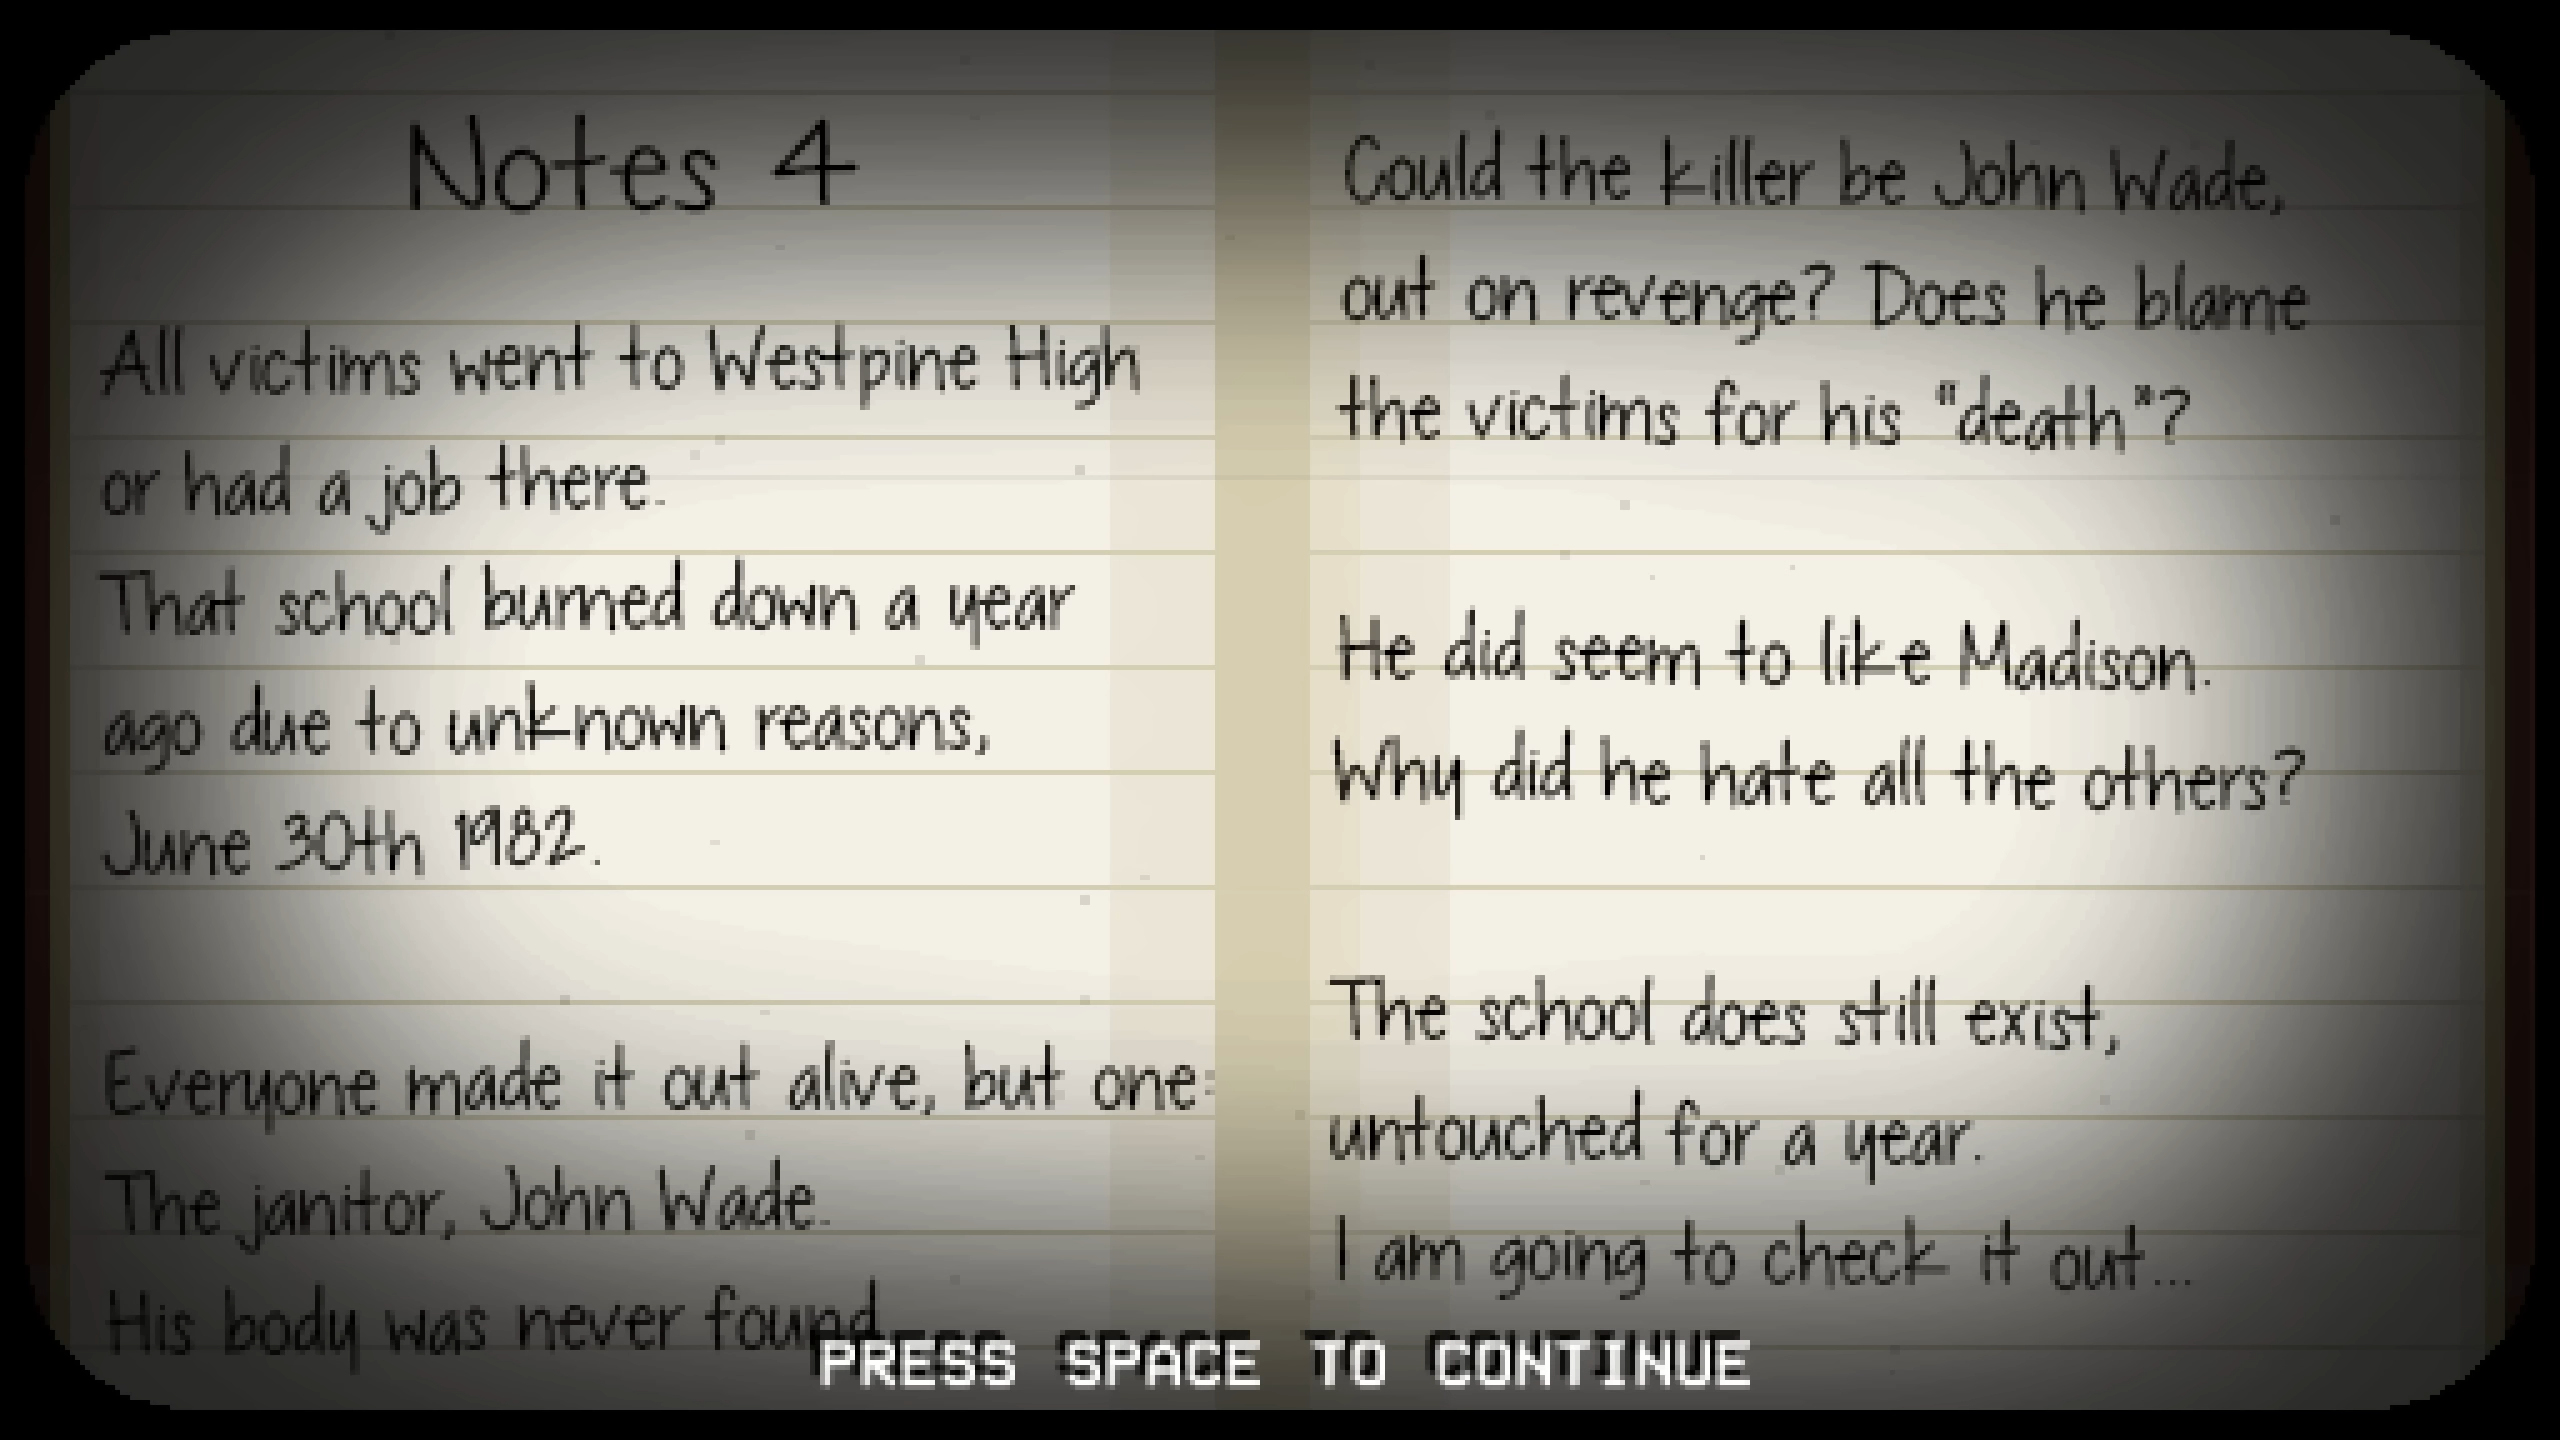 Notes 4
All victims went to Westpine High
or had a job there.
That school burned down a year
ago due to unknown reasons,
June 30th 1982.
Everyone made it out alive, but one:
The janitor, John Wade.
His body was never found
Could the killer be John Wade,
out on revenge? Does he blame
the victims for his "death"?
He did seem to like Madison.
Why did he hate all the others?
The school does still exist,
untouched for a year.
I am going to check it out...
PRESS SPACE TO CONTINUE